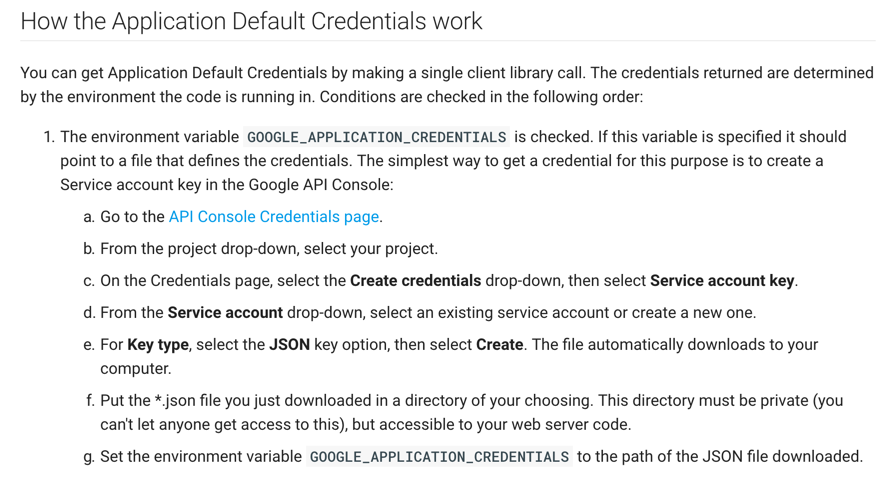 How the Application Default Credentials work
You can get Application Default Credentials by making a single client library call. The credentials returned are determined
by the environment the code is running in. Conditions are checked in the following order:
1. The environment variable GOOGLE_APPLICATION_CREDENTIALS is checked. If this variable is specified it should
point to a file that defines the credentials. The simplest way to get a credential for this purpose is to create a
Service account key in the Google API Console:
a. Go to the API Console Credentials page.
b. From the project drop-down, select your project.
c. On the Credentials page, select the Create credentials drop-down, then select Service account key.
d. From the Service account drop-down, select an existing service account or create a new one.
e. For Key type, select the JSON key option, then select Create. The file automatically downloads to your
computer.
f. Put the *.json file you just downloaded in a directory of your choosing. This directory must be private (you
can't let anyone get access to this), but accessible to your web server code.
g. Set the environment variable GOOGLE_APPLICATION_CREDENTIALS to the path of the JSON file downloaded.